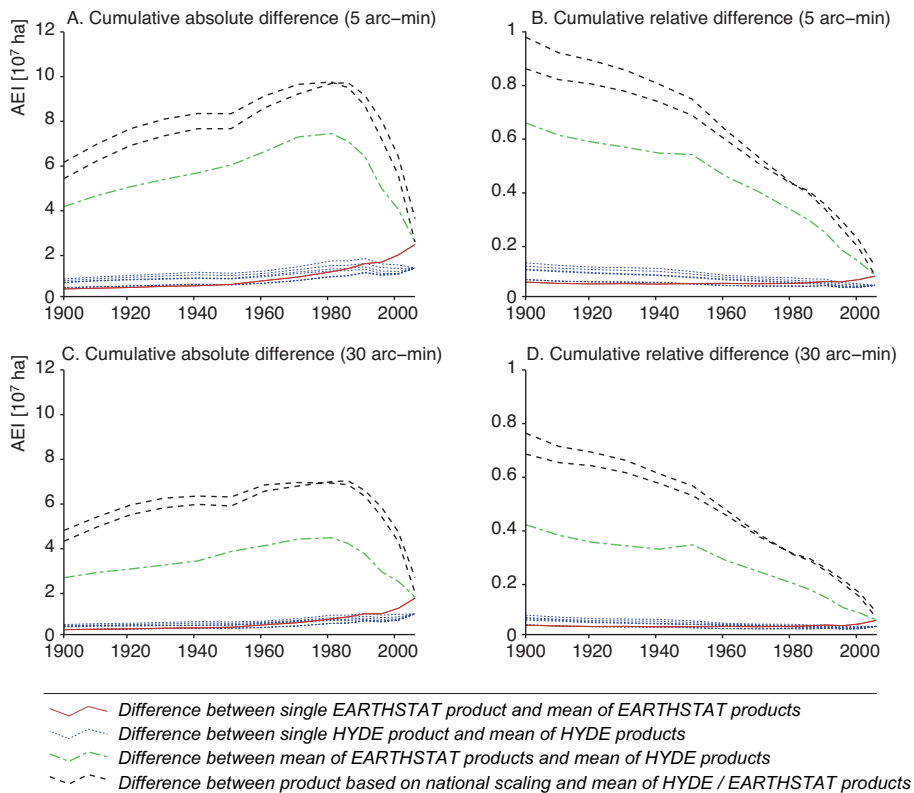 A. Cumulative absolute difference (5 arc−min)
AEI [10⁷ ha]
12
10
8
6
4
2
0
1900 1920 1940 1960 1980 2000
B. Cumulative relative difference (5 arc−min)
1
0.8
0.6
0.4
0.2
0
1900 1920 1940 1960 1980 2000
C. Cumulative absolute difference (30 arc−min)
AEI [10⁷ ha]
12
10
8
6
4
2
0
1900 1920 1940 1960 1980 2000
D. Cumulative relative difference (30 arc−min)
1
0.8
0.6
0.4
0.2
0
1900 1920 1940 1960 1980 2000
Difference between single EARTHSTAT product and mean of EARTHSTAT products
Difference between single HYDE product and mean of HYDE products
Difference between mean of EARTHSTAT products and mean of HYDE products
Difference between product based on national scaling and mean of HYDE / EARTHSTAT products